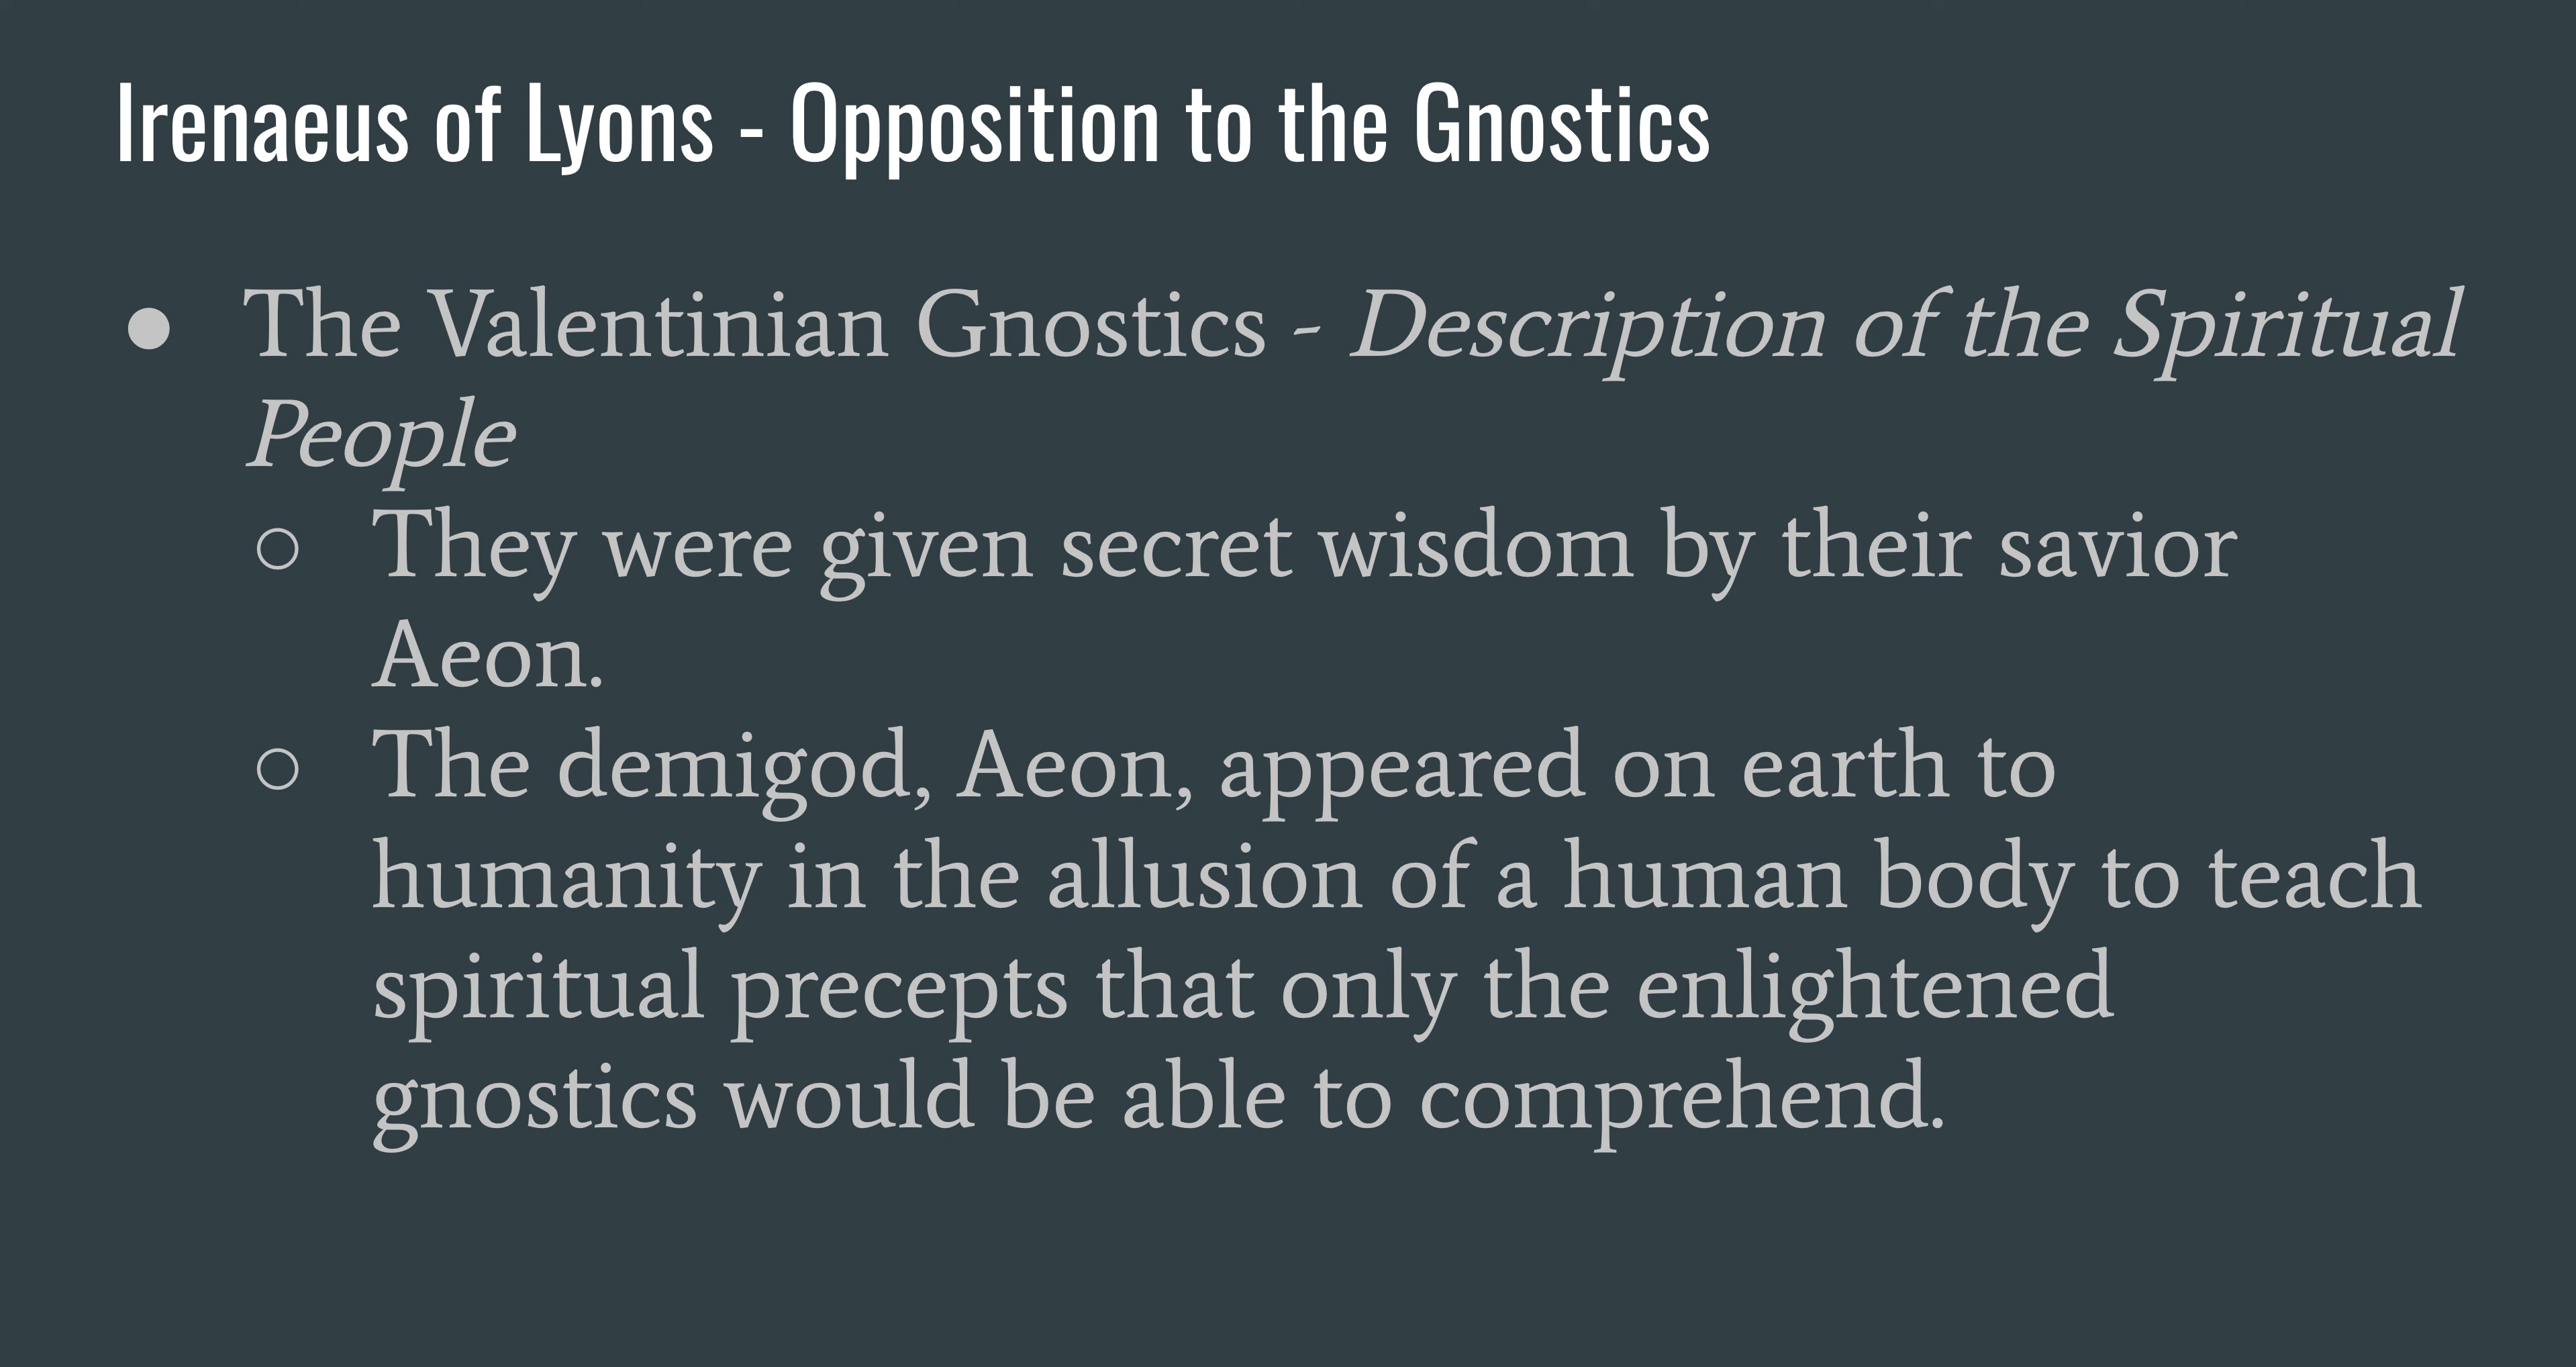 Irenaeus of Lyons - Opposition to the Gnostics
● The Valentinian Gnostics - Description of the Spiritual
People
○ They were given secret wisdom by their savior
Aeon.
○ The demigod, Aeon, appeared on earth to
humanity in the allusion of a human body to teach
spiritual precepts that only the enlightened
gnostics would be able to comprehend.